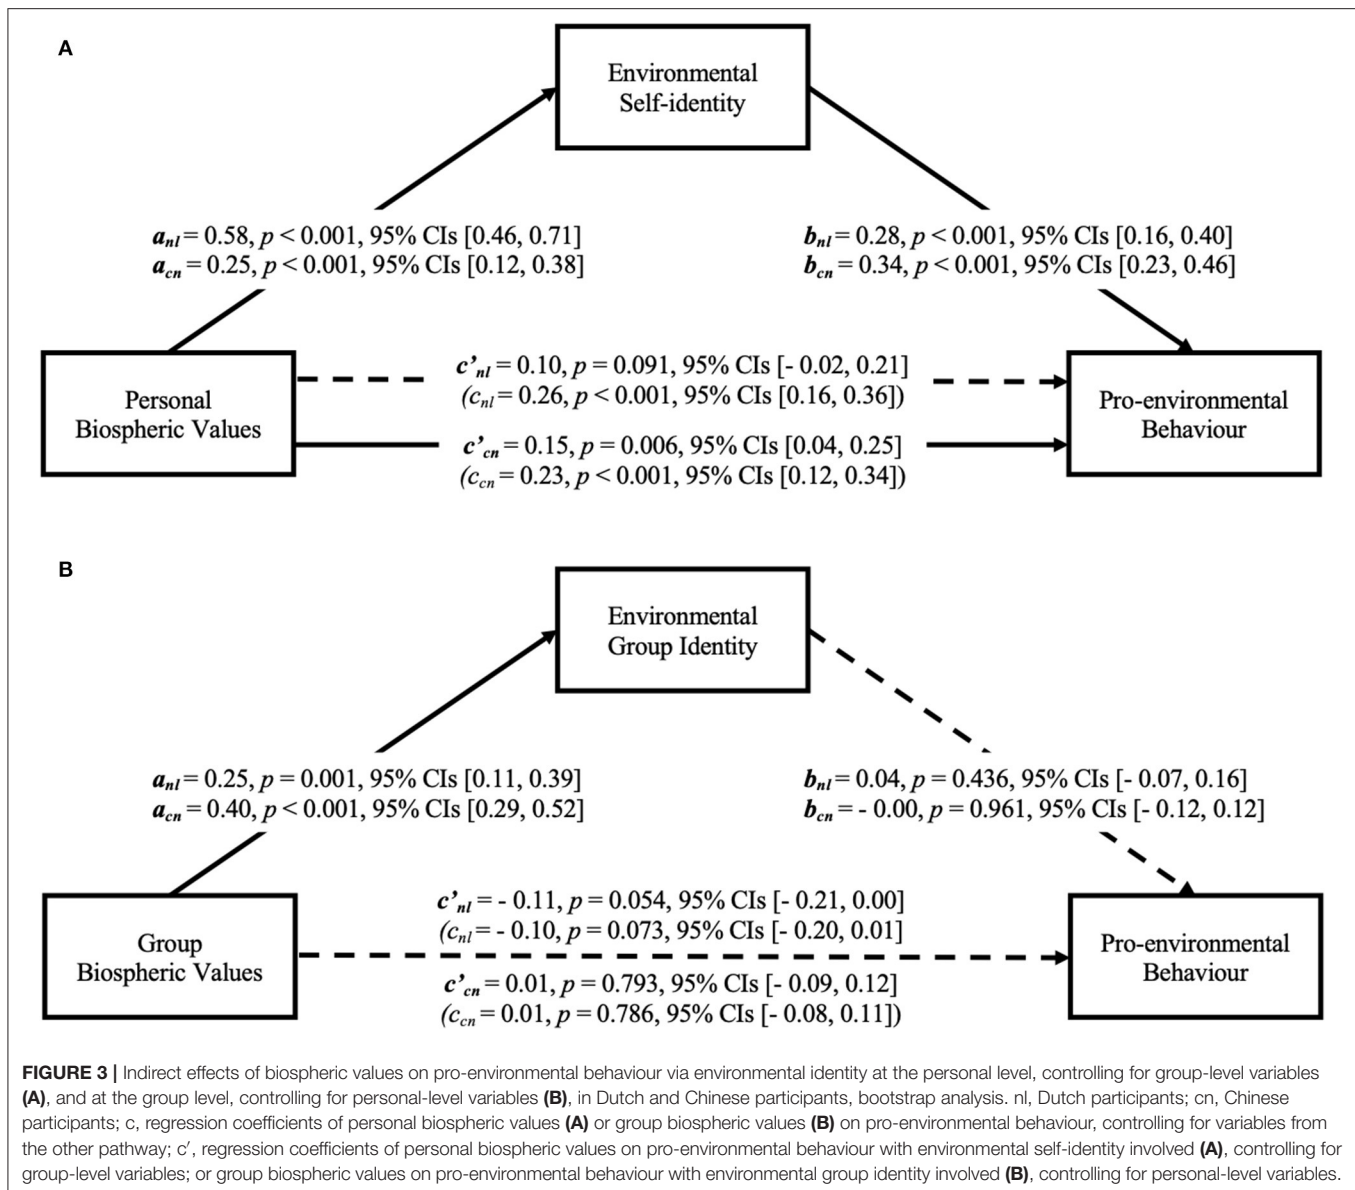 A
Environmental
Self-identity
a_nl = 0.58, p < 0.001, 95% CIs [0.46, 0.71]
a_cn = 0.25, p < 0.001, 95% CIs [0.12, 0.38]
b_nl = 0.28, p < 0.001, 95% CIs [0.16, 0.40]
b_cn = 0.34, p < 0.001, 95% CIs [0.23, 0.46]
Personal
Biospheric Values
c’_nl = 0.10, p = 0.091, 95% CIs [- 0.02, 0.21]
(c_nl = 0.26, p < 0.001, 95% CIs [0.16, 0.36])
c’_cn = 0.15, p = 0.006, 95% CIs [0.04, 0.25]
(c_cn = 0.23, p < 0.001, 95% CIs [0.12, 0.34])
Pro-environmental
Behaviour
B
Environmental
Group Identity
a_nl = 0.25, p = 0.001, 95% CIs [0.11, 0.39]
a_cn = 0.40, p < 0.001, 95% CIs [0.29, 0.52]
b_nl = 0.04, p = 0.436, 95% CIs [- 0.07, 0.16]
b_cn = - 0.00, p = 0.961, 95% CIs [- 0.12, 0.12]
Group
Biospheric Values
c’_nl = - 0.11, p = 0.054, 95% CIs [- 0.21, 0.00]
(c_nl = - 0.10, p = 0.073, 95% CIs [- 0.20, 0.01]
c’_cn = 0.01, p = 0.793, 95% CIs [- 0.09, 0.12]
(c_cn = 0.01, p = 0.786, 95% CIs [- 0.08, 0.11])
Pro-environmental
Behaviour
FIGURE 3 | Indirect effects of biospheric values on pro-environmental behaviour via environmental identity at the personal level, controlling for group-level variables
(A), and at the group level, controlling for personal-level variables (B), in Dutch and Chinese participants, bootstrap analysis. nl, Dutch participants; cn, Chinese
participants; c, regression coefficients of personal biospheric values (A) or group biospheric values (B) on pro-environmental behaviour, controlling for variables from
the other pathway; c′, regression coefficients of personal biospheric values on pro-environmental behaviour with environmental self-identity involved (A), controlling for
group-level variables; or group biospheric values on pro-environmental behaviour with environmental group identity involved (B), controlling for personal-level variables.